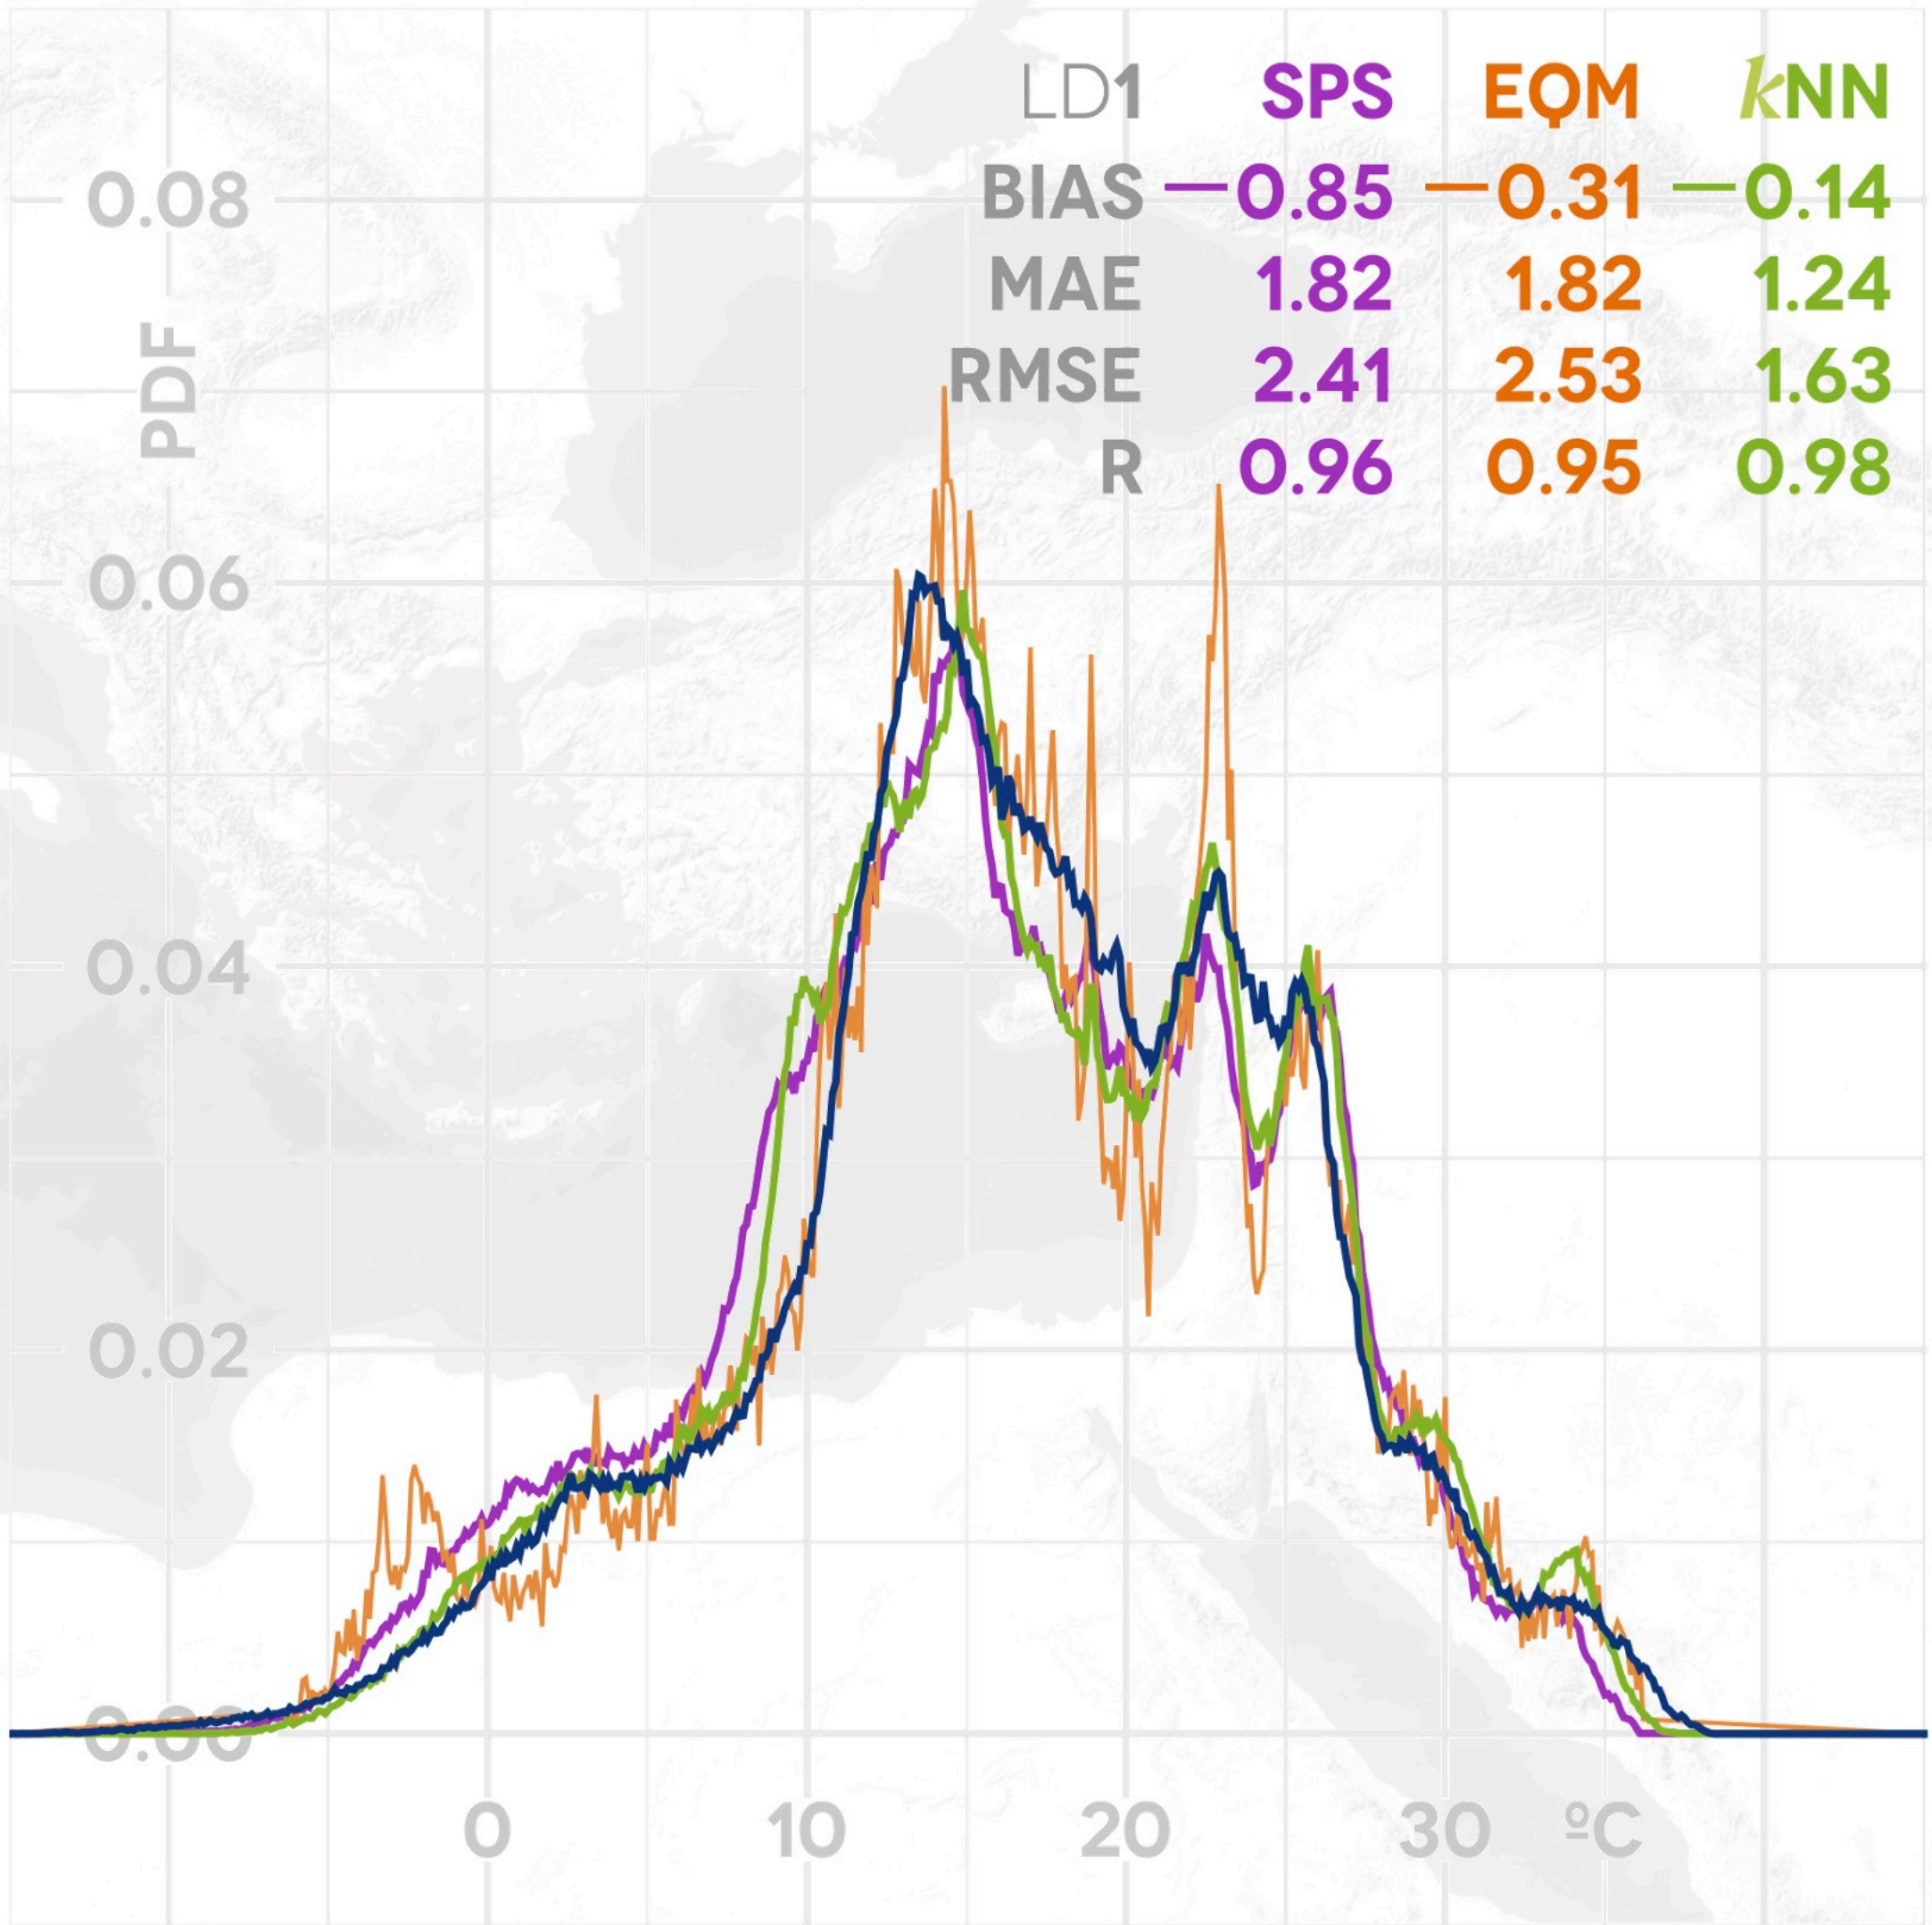 LD1 SPS EQM kNN
BIAS —0.85 —0.31 —0.14
MAE 1.82 1.82 1.24
RMSE 2.41 2.53 1.63
R 0.96 0.95 0.98
PDF
0.08
0.06
0.04
0.02
0.00
0 10 20 30 ºC